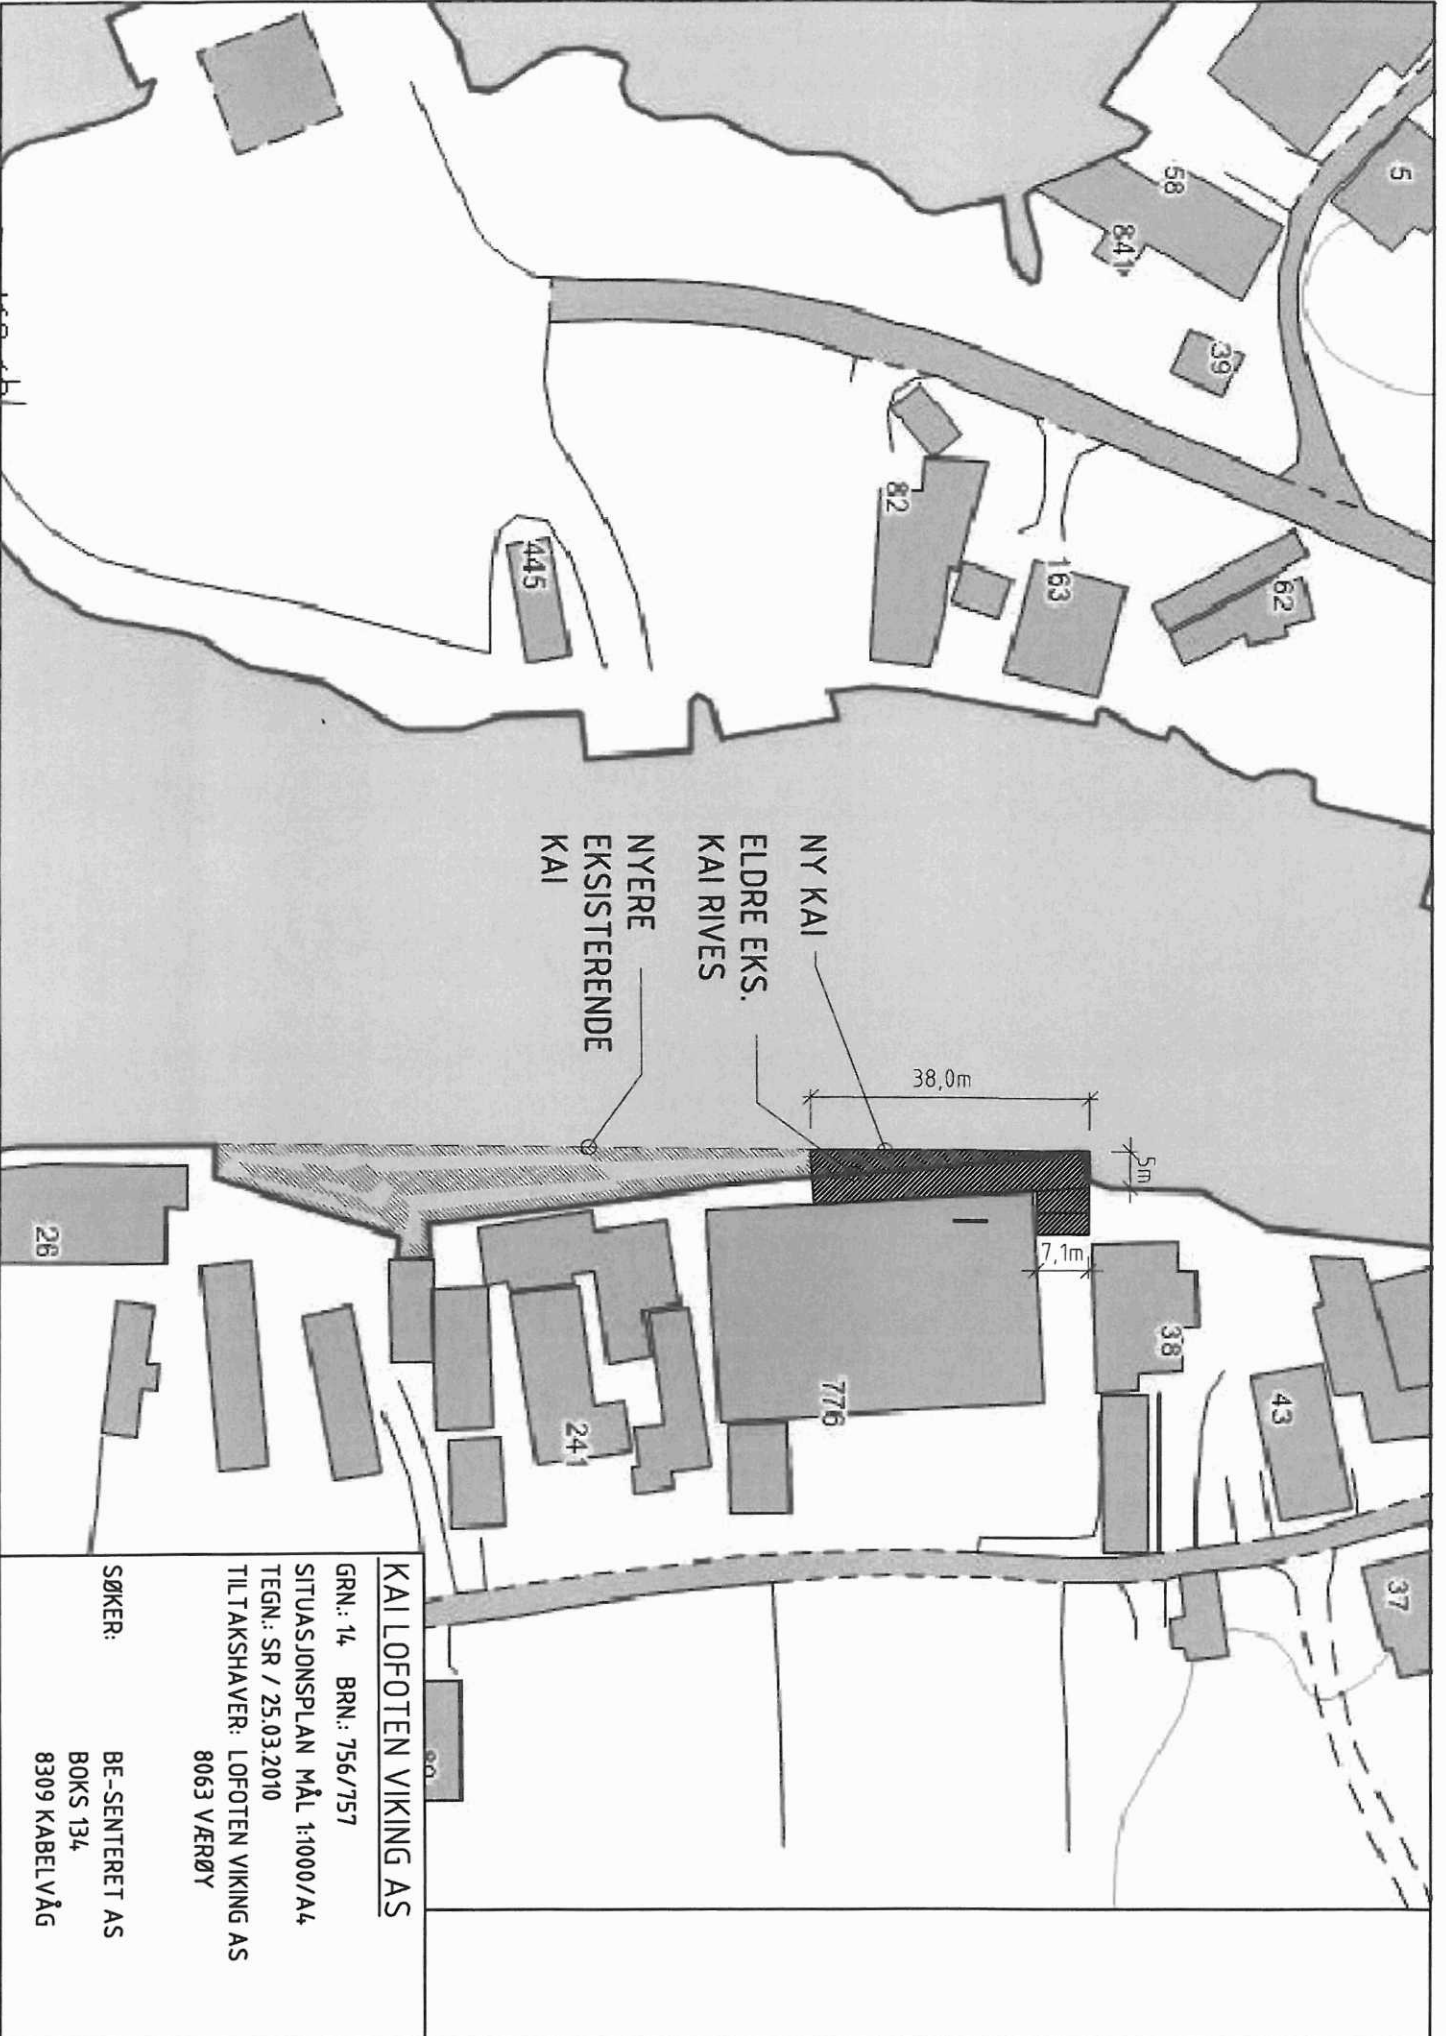 5
58
841
39
82
163
62
445
NY KAI
ELDRE EKS.
KAI RIVES
NYERE
EKSISTERENDE
KAI
38,0m
5m
7,1m
26
38
43
776
241
37
KAI LOFOTEN VIKING AS
GRN.: 14 BRN.: 756/757
SITUASJONSPLAN MÅL 1:1000/A4
TEGN.: SR / 25.03.2010
TILTAKSHAVER: LOFOTEN VIKING AS
8063 VÆRØY
SØKER: BE-SENTERET AS
BOKS 134
8309 KABELVÅG